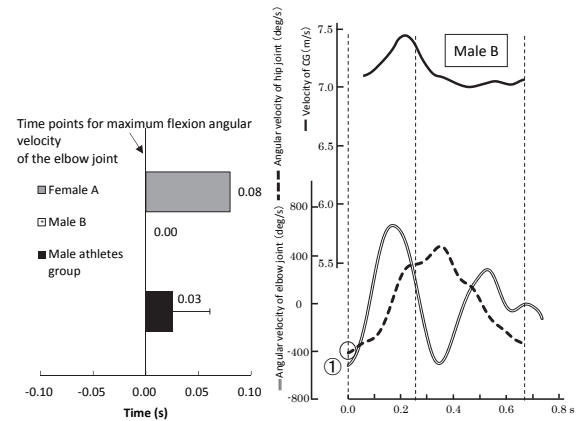 Time points for maximum flexion angular
velocity
of the elbow joint
Female A
Male B
Male athletes
group
0.08
0.00
0.03
-0.10 -0.05 0.00 0.05 0.10
Time (s)
Angular velocity of elbow joint (deg/s)
Angular velocity of hip joint (deg/s)
Velocity of CG (m/s)
7.5
7.0
6.5
6.0
5.5
800
400
0
-400
-800
Male B
①
0.0 0.2 0.4 0.6 0.8 s